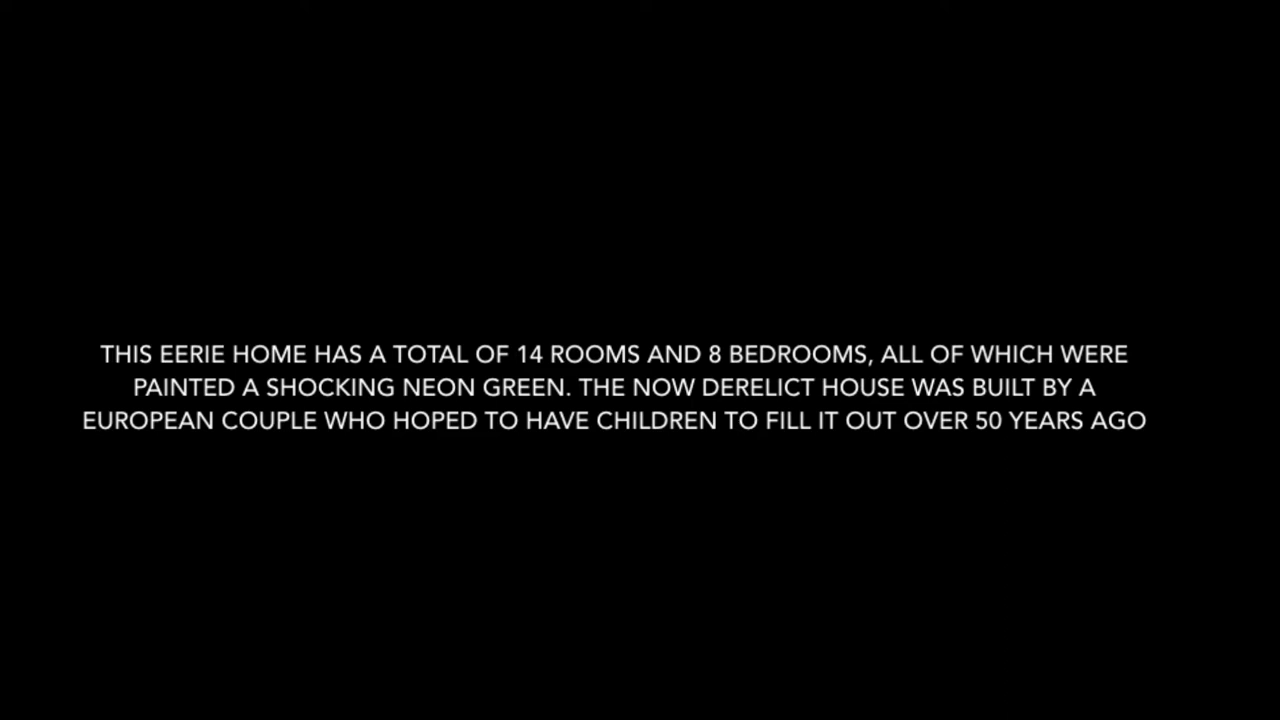 THIS EERIE HOME HAS A TOTAL OF 14 ROOMS AND 8 BEDROOMS, ALL OF WHICH WERE
PAINTED A SHOCKING NEON GREEN. THE NOW DERELICT HOUSE WAS BUILT BY A
EUROPEAN COUPLE WHO HOPED TO HAVE CHILDREN TO FILL IT OUT OVER 50 YEARS AGO